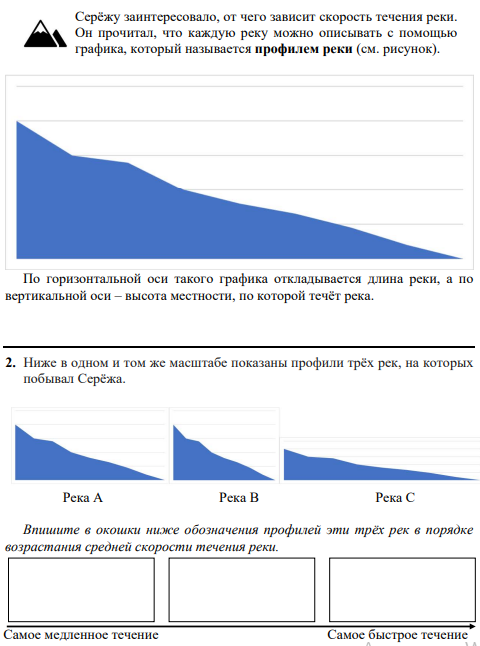 Серёжу заинтересовало, от чего зависит скорость течения реки.
Он прочитал, что каждую реку можно описывать с помощью
графика, который называется профилем реки (см. рисунок).
По горизонтальной оси такого графика откладывается длина реки, а по
вертикальной оси – высота местности, по которой течёт река.
2. Ниже в одном и том же масштабе показаны профили трёх рек, на которых
побывал Серёжа.
Река А Река В Река С
Впишите в окошки ниже обозначения профилей эти трёх рек в порядке
возрастания средней скорости течения реки.
Самое медленное течение Самое быстрое течение